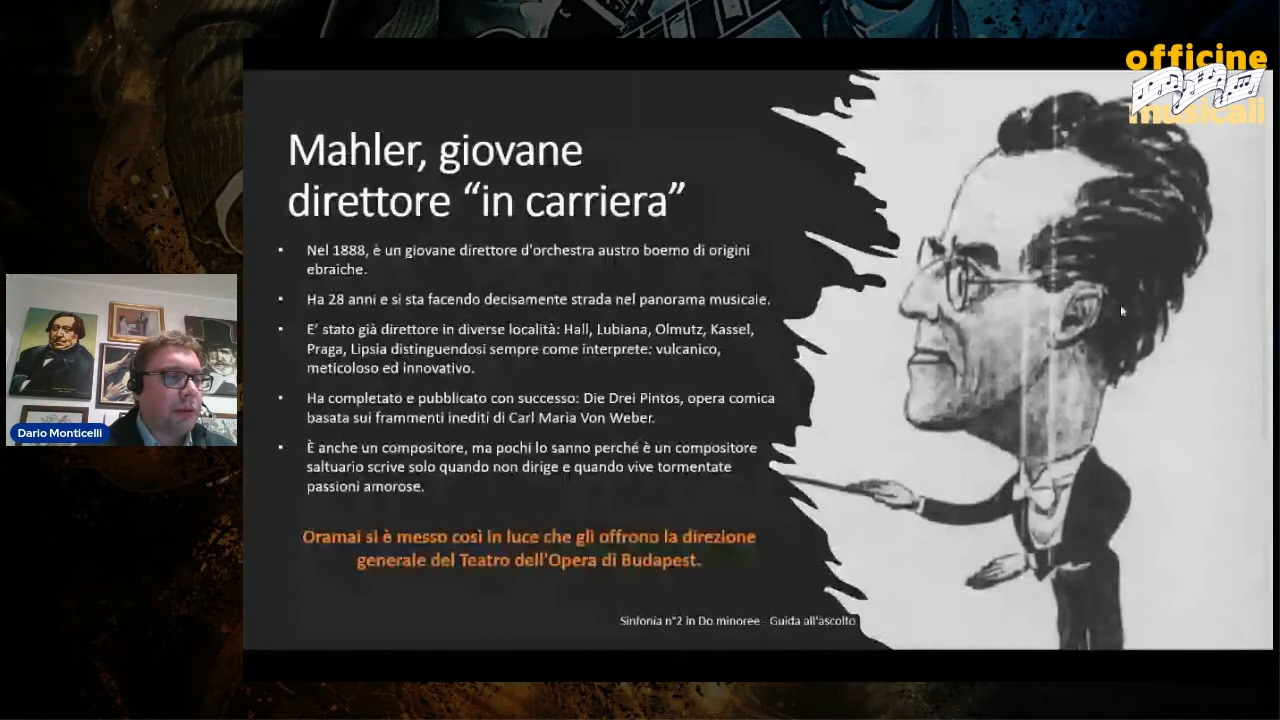 officine
musicali
Mahler, giovane
direttore “in carriera”
• Nel 1888, è un giovane direttore d'orchestra austro boemo di origini
ebraiche.
• Ha 28 anni e si sta facendo decisamente strada nel panorama musicale.
• E’ stato già direttore in diverse località: Hall, Lubiana, Olmutz, Kassel,
Praga, Lipsia distinguendosi sempre come interprete: vulcanico,
meticoloso ed innovativo.
• Ha completato e pubblicato con successo: Die Drei Pintos, opera comica
basata sui frammenti inediti di Carl Maria Von Weber.
• È anche un compositore, ma pochi lo sanno perché è un compositore
saltuario scrive solo quando non dirige e quando vive tormentate
passioni amorose.
Oramai si è messo così in luce che gli offrono la direzione
generale del Teatro dell’Opera di Budapest.
Sinfonia n°2 in Do minoree - Guida all'ascolto
Dario Monticelli